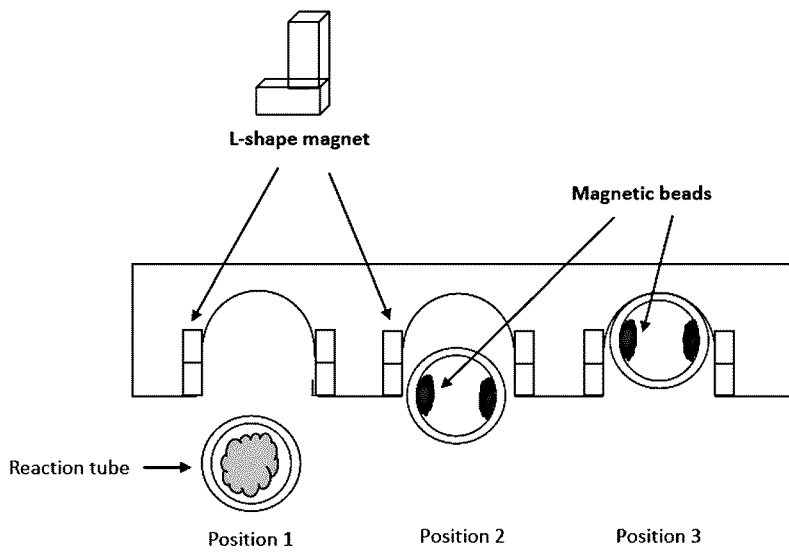 L-shape magnet
Magnetic beads
Reaction tube
Position 1
Position 2
Position 3